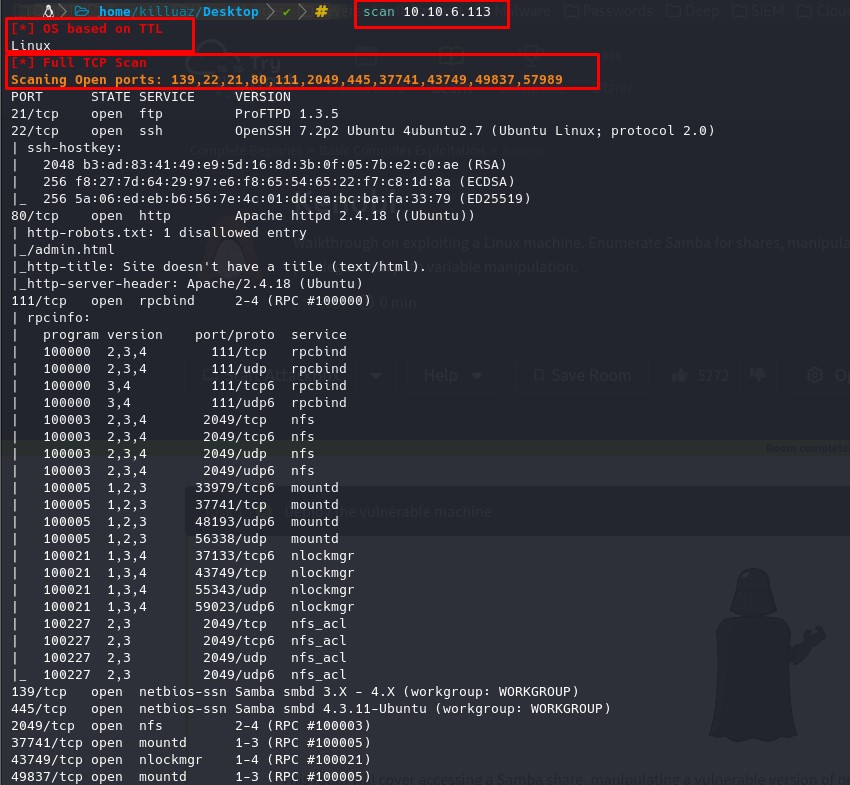 home/killuaz/Desktop ✔ # scan 10.10.6.113
[*] OS based on TTL
Linux
[*] Full TCP Scan
Scaning Open ports: 139,22,21,80,111,2049,445,37741,43749,49837,57989
PORT STATE SERVICE VERSION
21/tcp open ftp ProFTPD 1.3.5
22/tcp open ssh OpenSSH 7.2p2 Ubuntu 4ubuntu2.7 (Ubuntu Linux; protocol 2.0)
| ssh-hostkey:
| 2048 b3:ad:83:41:49:e9:5d:16:8d:3b:0f:05:7b:e2:c0:ae (RSA)
| 256 f8:27:7d:64:29:97:e6:f8:65:54:65:22:f7:c8:1d:8a (ECDSA)
|_ 256 5a:06:ed:eb:b6:56:7e:4c:01:dd:ea:bc:ba:fa:33:79 (ED25519)
80/tcp open http Apache httpd 2.4.18 ((Ubuntu))
| http-robots.txt: 1 disallowed entry
|_/admin.html
|_http-title: Site doesn't have a title (text/html).
|_http-server-header: Apache/2.4.18 (Ubuntu)
111/tcp open rpcbind 2-4 (RPC #100000)
| rpcinfo:
| program version port/proto service
| 100000 2,3,4 111/tcp rpcbind
| 100000 2,3,4 111/udp rpcbind
| 100000 3,4 111/tcp6 rpcbind
| 100000 3,4 111/udp6 rpcbind
| 100003 2,3,4 2049/tcp nfs
| 100003 2,3,4 2049/tcp6 nfs
| 100003 2,3,4 2049/udp nfs
| 100003 2,3,4 2049/udp6 nfs
| 100005 1,2,3 33979/tcp6 mountd
| 100005 1,2,3 37741/tcp mountd
| 100005 1,2,3 48193/udp6 mountd
| 100005 1,2,3 56338/udp mountd
| 100021 1,3,4 37133/tcp6 nlockmgr
| 100021 1,3,4 43749/tcp nlockmgr
| 100021 1,3,4 55343/udp nlockmgr
| 100021 1,3,4 59023/udp6 nlockmgr
| 100227 2,3 2049/tcp nfs_acl
| 100227 2,3 2049/tcp6 nfs_acl
| 100227 2,3 2049/udp nfs_acl
|_ 100227 2,3 2049/udp6 nfs_acl
139/tcp open netbios-ssn Samba smbd 3.X - 4.X (workgroup: WORKGROUP)
445/tcp open netbios-ssn Samba smbd 4.3.11-Ubuntu (workgroup: WORKGROUP)
2049/tcp open nfs 2-4 (RPC #100003)
37741/tcp open mountd 1-3 (RPC #100005)
43749/tcp open nlockmgr 1-4 (RPC #100021)
49837/tcp open mountd 1-3 (RPC #100005)